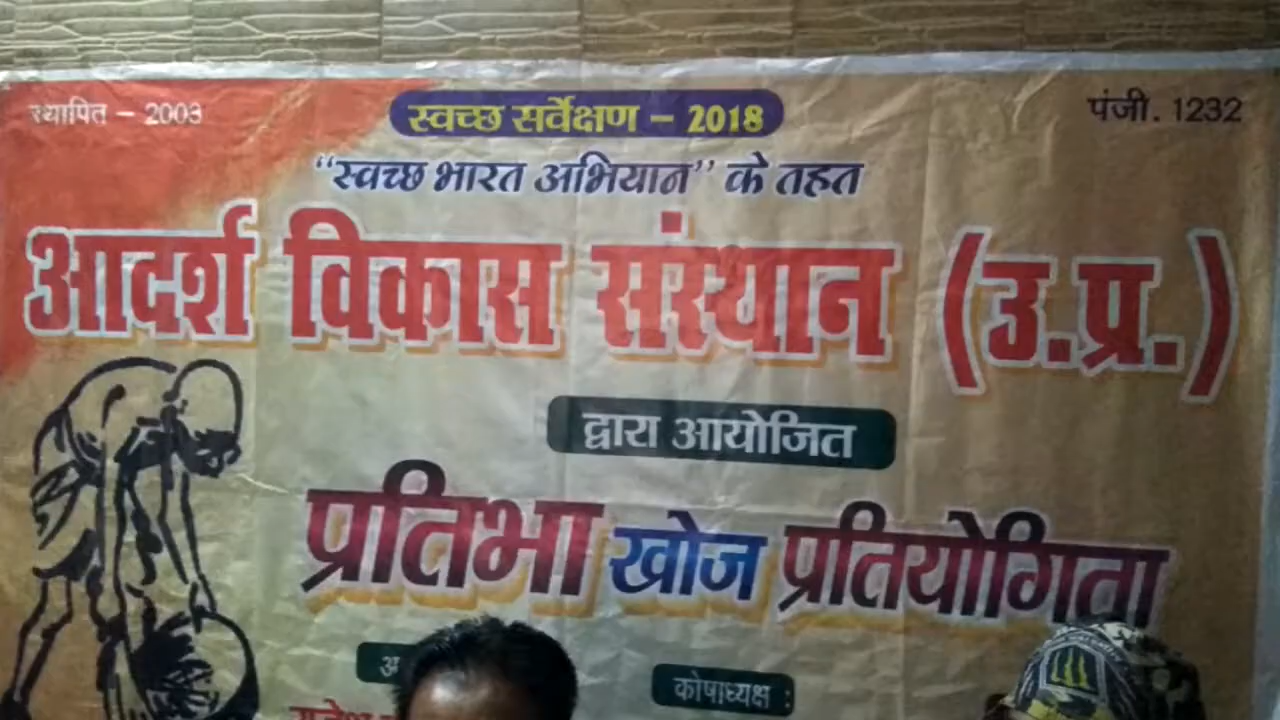 स्थापित - 2003
स्वच्छ सर्वेक्षण - 2018
पंजी. 1232
“स्वच्छ भारत अभियान” के तहत
आदर्श विकास संस्थान (उ.प्र.)
द्वारा आयोजित
प्रतिभा खोज प्रतियोगिता
कोषाध्यक्ष :